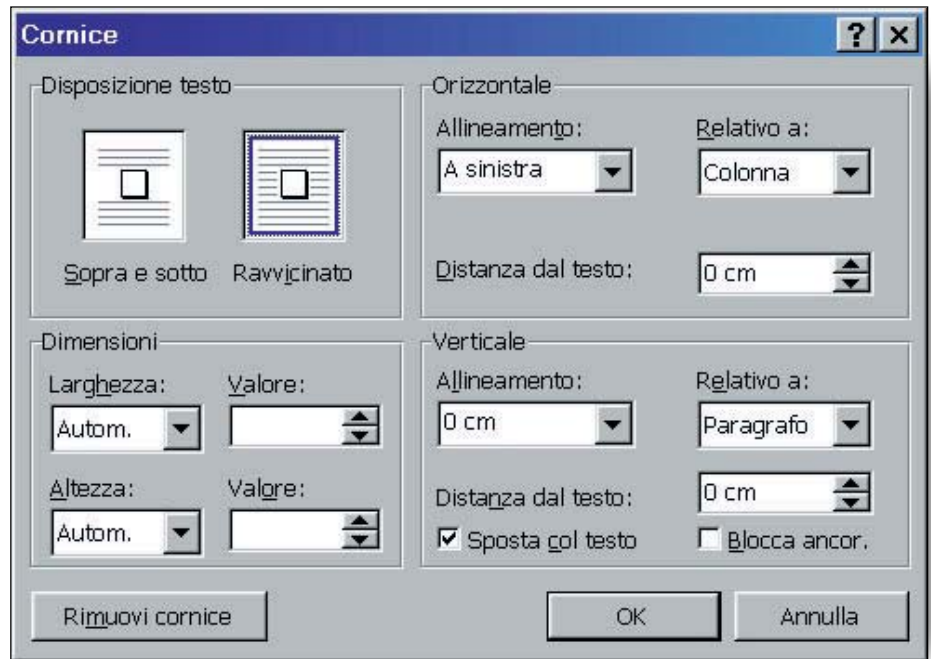 Cornice
Disposizione testo
Sopra e sotto Ravvicinato
Orizzontale
Allineamento: Relativo a:
A sinistra Colonna
Distanza dal testo: 0 cm
Dimensioni
Larghezza: Valore:
Autom.
Altezza: Valore:
Autom.
Verticale
Allineamento: Relativo a:
0 cm Paragrafo
Distanza dal testo: 0 cm
Sposta col testo Blocca ancor.
Rimuovi cornice OK Annulla